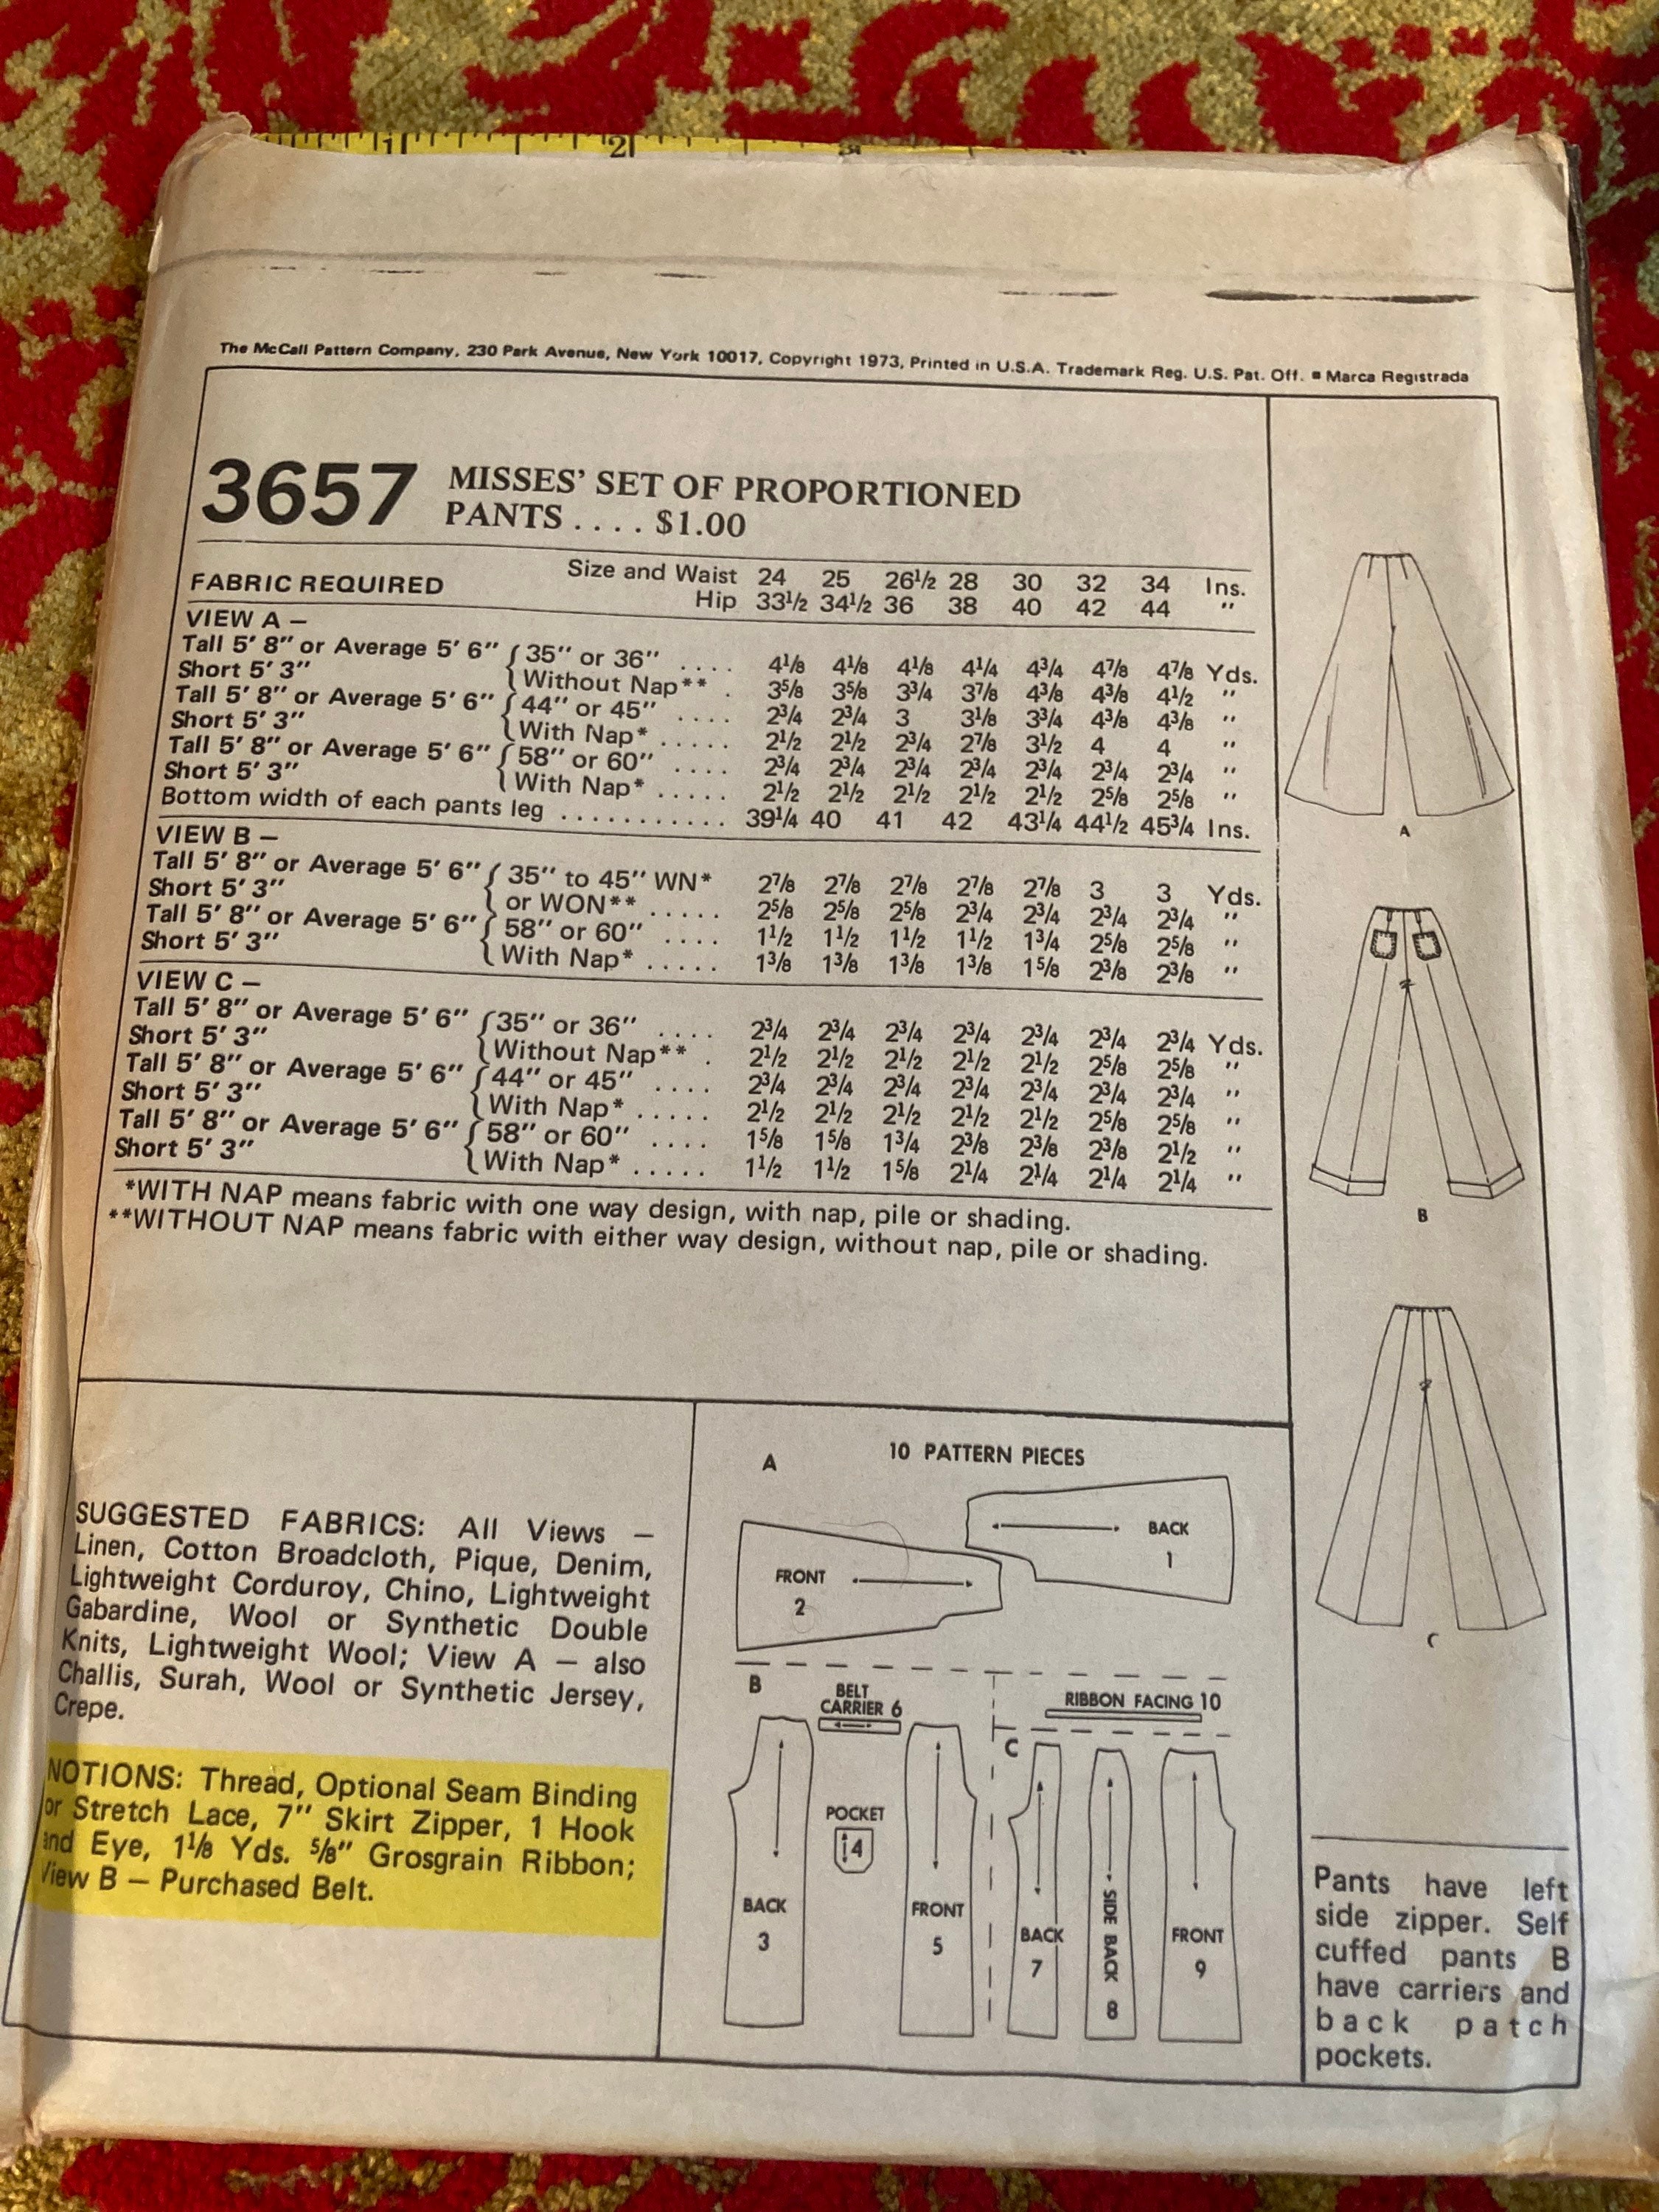 1 2 3
The McCall Pattern Company, 230 Park Avenue, New York 10017, Copyright 1973, Printed in U.S.A. Trademark Reg. U.S. Pat. Off. ■ Marca Registrada
3657 MISSES' SET OF PROPORTIONED
PANTS . . . . $1.00
FABRIC REQUIRED
Size and Waist 24 25 26½ 28 30 32 34 Ins.
Hip 33½ 34½ 36 38 40 42 44 "
VIEW A —
Tall 5' 8" or Average 5' 6" { 35" or 36" . . . . 4⅛ 4⅛ 4⅛ 4¼ 4¾ 4⅞ 4⅞ Yds.
Short 5' 3" { Without Nap** . 3⅝ 3⅝ 3¾ 3⅞ 4⅜ 4⅜ 4½ "
Tall 5' 8" or Average 5' 6" { 44" or 45" . . . . 2¾ 2¾ 3 3⅛ 3¾ 4⅜ 4⅜ "
Short 5' 3" { With Nap* . . . . . 2½ 2½ 2¾ 2⅞ 3½ 4 4 "
Tall 5' 8" or Average 5' 6" { 58" or 60" . . . . 2¾ 2¾ 2¾ 2¾ 2¾ 2¾ 2¾ "
Short 5' 3" { With Nap* . . . . . 2½ 2½ 2½ 2½ 2½ 2⅝ 2⅝ "
Bottom width of each pants leg . . . . . . . . . . . 39¼ 40 41 42 43¼ 44½ 45¾ Ins.
VIEW B —
Tall 5' 8" or Average 5' 6" { 35" to 45" WN* 2⅞ 2⅞ 2⅞ 2⅞ 2⅞ 3 3 Yds.
Short 5' 3" { or WON** . . . . . 2⅝ 2⅝ 2⅝ 2¾ 2¾ 2¾ 2¾ "
Tall 5' 8" or Average 5' 6" { 58" or 60" . . . . 1½ 1½ 1½ 1½ 1¾ 2⅝ 2⅝ "
Short 5' 3" { With Nap* . . . . . 1⅜ 1⅜ 1⅜ 1⅜ 1⅝ 2⅜ 2⅜ "
VIEW C —
Tall 5' 8" or Average 5' 6" { 35" or 36" . . . . 2¾ 2¾ 2¾ 2¾ 2¾ 2¾ 2¾ Yds.
Short 5' 3" { Without Nap** . 2½ 2½ 2½ 2½ 2½ 2⅝ 2⅝ "
Tall 5' 8" or Average 5' 6" { 44" or 45" . . . . 2¾ 2¾ 2¾ 2¾ 2¾ 2¾ 2¾ "
Short 5' 3" { With Nap* . . . . . 2½ 2½ 2½ 2½ 2½ 2⅝ 2⅝ "
Tall 5' 8" or Average 5' 6" { 58" or 60" . . . . 1⅝ 1⅝ 1¾ 2⅜ 2⅜ 2⅜ 2½ "
Short 5' 3" { With Nap* . . . . . 1½ 1½ 1⅝ 2¼ 2¼ 2¼ 2¼ "
*WITH NAP means fabric with one way design, with nap, pile or shading.
**WITHOUT NAP means fabric with either way design, without nap, pile or shading.
A
B
C
SUGGESTED FABRICS: All Views —
Linen, Cotton Broadcloth, Pique, Denim,
Lightweight Corduroy, Chino, Lightweight
Gabardine, Wool or Synthetic Double
Knits, Lightweight Wool; View A — also
Challis, Surah, Wool or Synthetic Jersey,
Crepe.
NOTIONS: Thread, Optional Seam Binding
or Stretch Lace, 7" Skirt Zipper, 1 Hook
and Eye, 1⅛ Yds. ⅝" Grosgrain Ribbon;
View B — Purchased Belt.
A
10 PATTERN PIECES
BACK
1
FRONT
2
B
BELT
CARRIER 6
RIBBON FACING 10
C
POCKET
4
BACK
3
FRONT
5
BACK
7
SIDE BACK
8
FRONT
9
Pants have left
side zipper. Self
cuffed pants B
have carriers and
back patch
pockets.